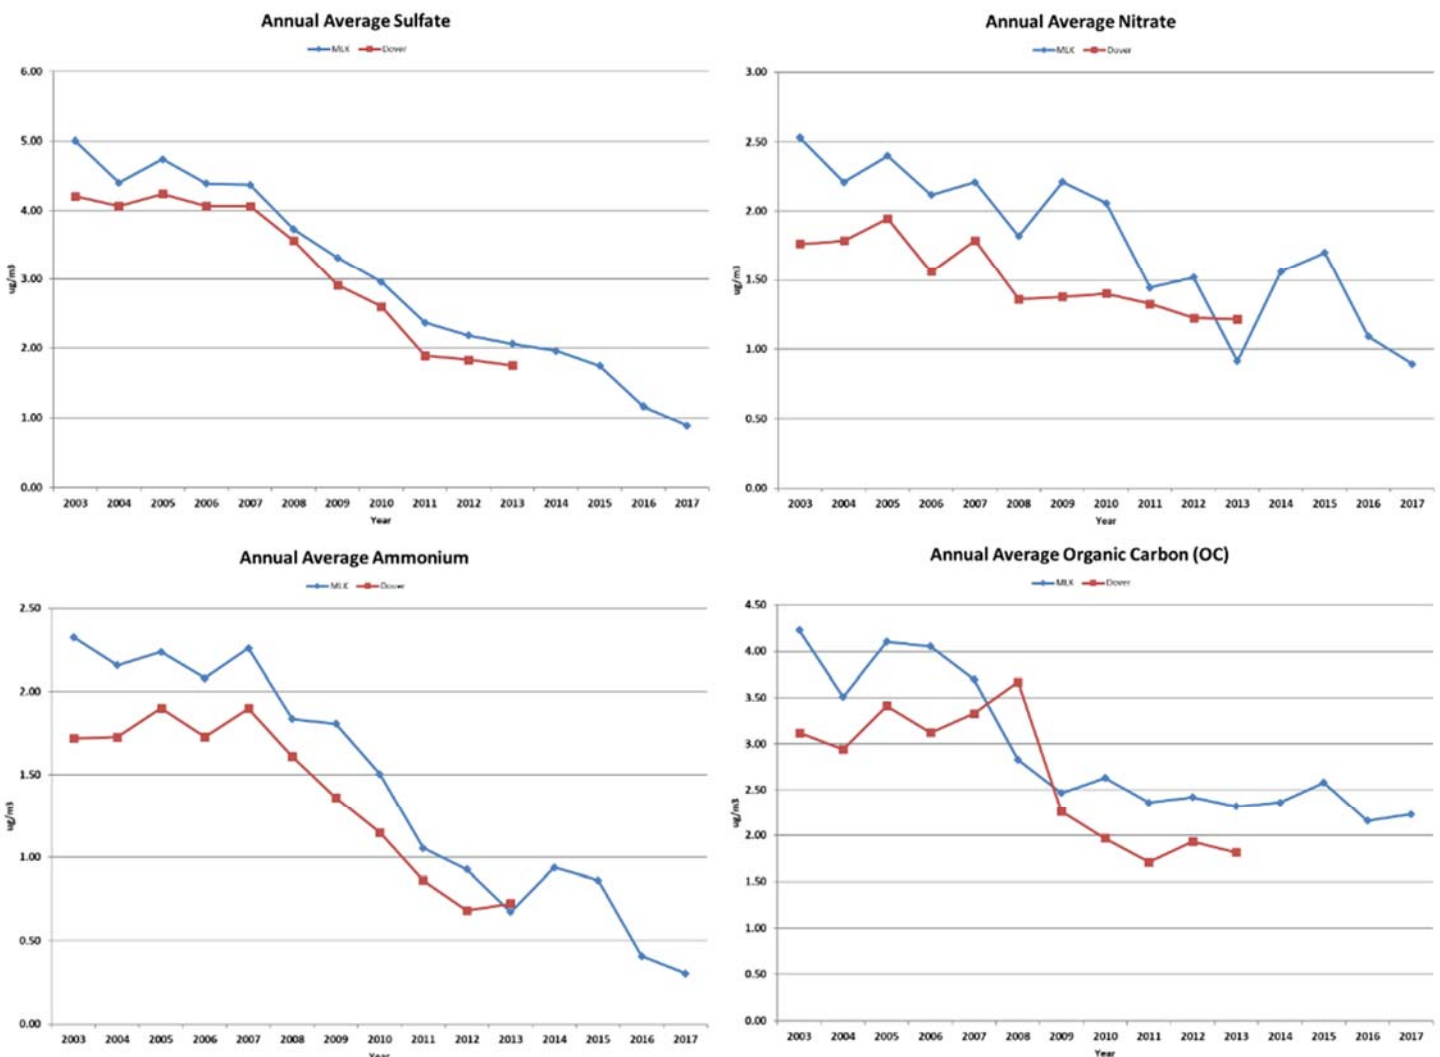 Annual Average Sulfate
MLK Dover
6.00
5.00
4.00
3.00
2.00
1.00
0.00
ug/m3
2003 2004 2005 2006 2007 2008 2009 2010 2011 2012 2013 2014 2015 2016 2017
Year
Annual Average Nitrate
MLK Dover
3.00
2.50
2.00
1.50
1.00
0.50
0.00
ug/m3
2003 2004 2005 2006 2007 2008 2009 2010 2011 2012 2013 2014 2015 2016 2017
Year
Annual Average Ammonium
MLK Dover
2.50
2.00
1.50
1.00
0.50
0.00
ug/m3
2003 2004 2005 2006 2007 2008 2009 2010 2011 2012 2013 2014 2015 2016 2017
Year
Annual Average Organic Carbon (OC)
MLK Dover
4.50
4.00
3.50
3.00
2.50
2.00
1.50
1.00
0.50
0.00
ug/m3
2003 2004 2005 2006 2007 2008 2009 2010 2011 2012 2013 2014 2015 2016 2017
Year